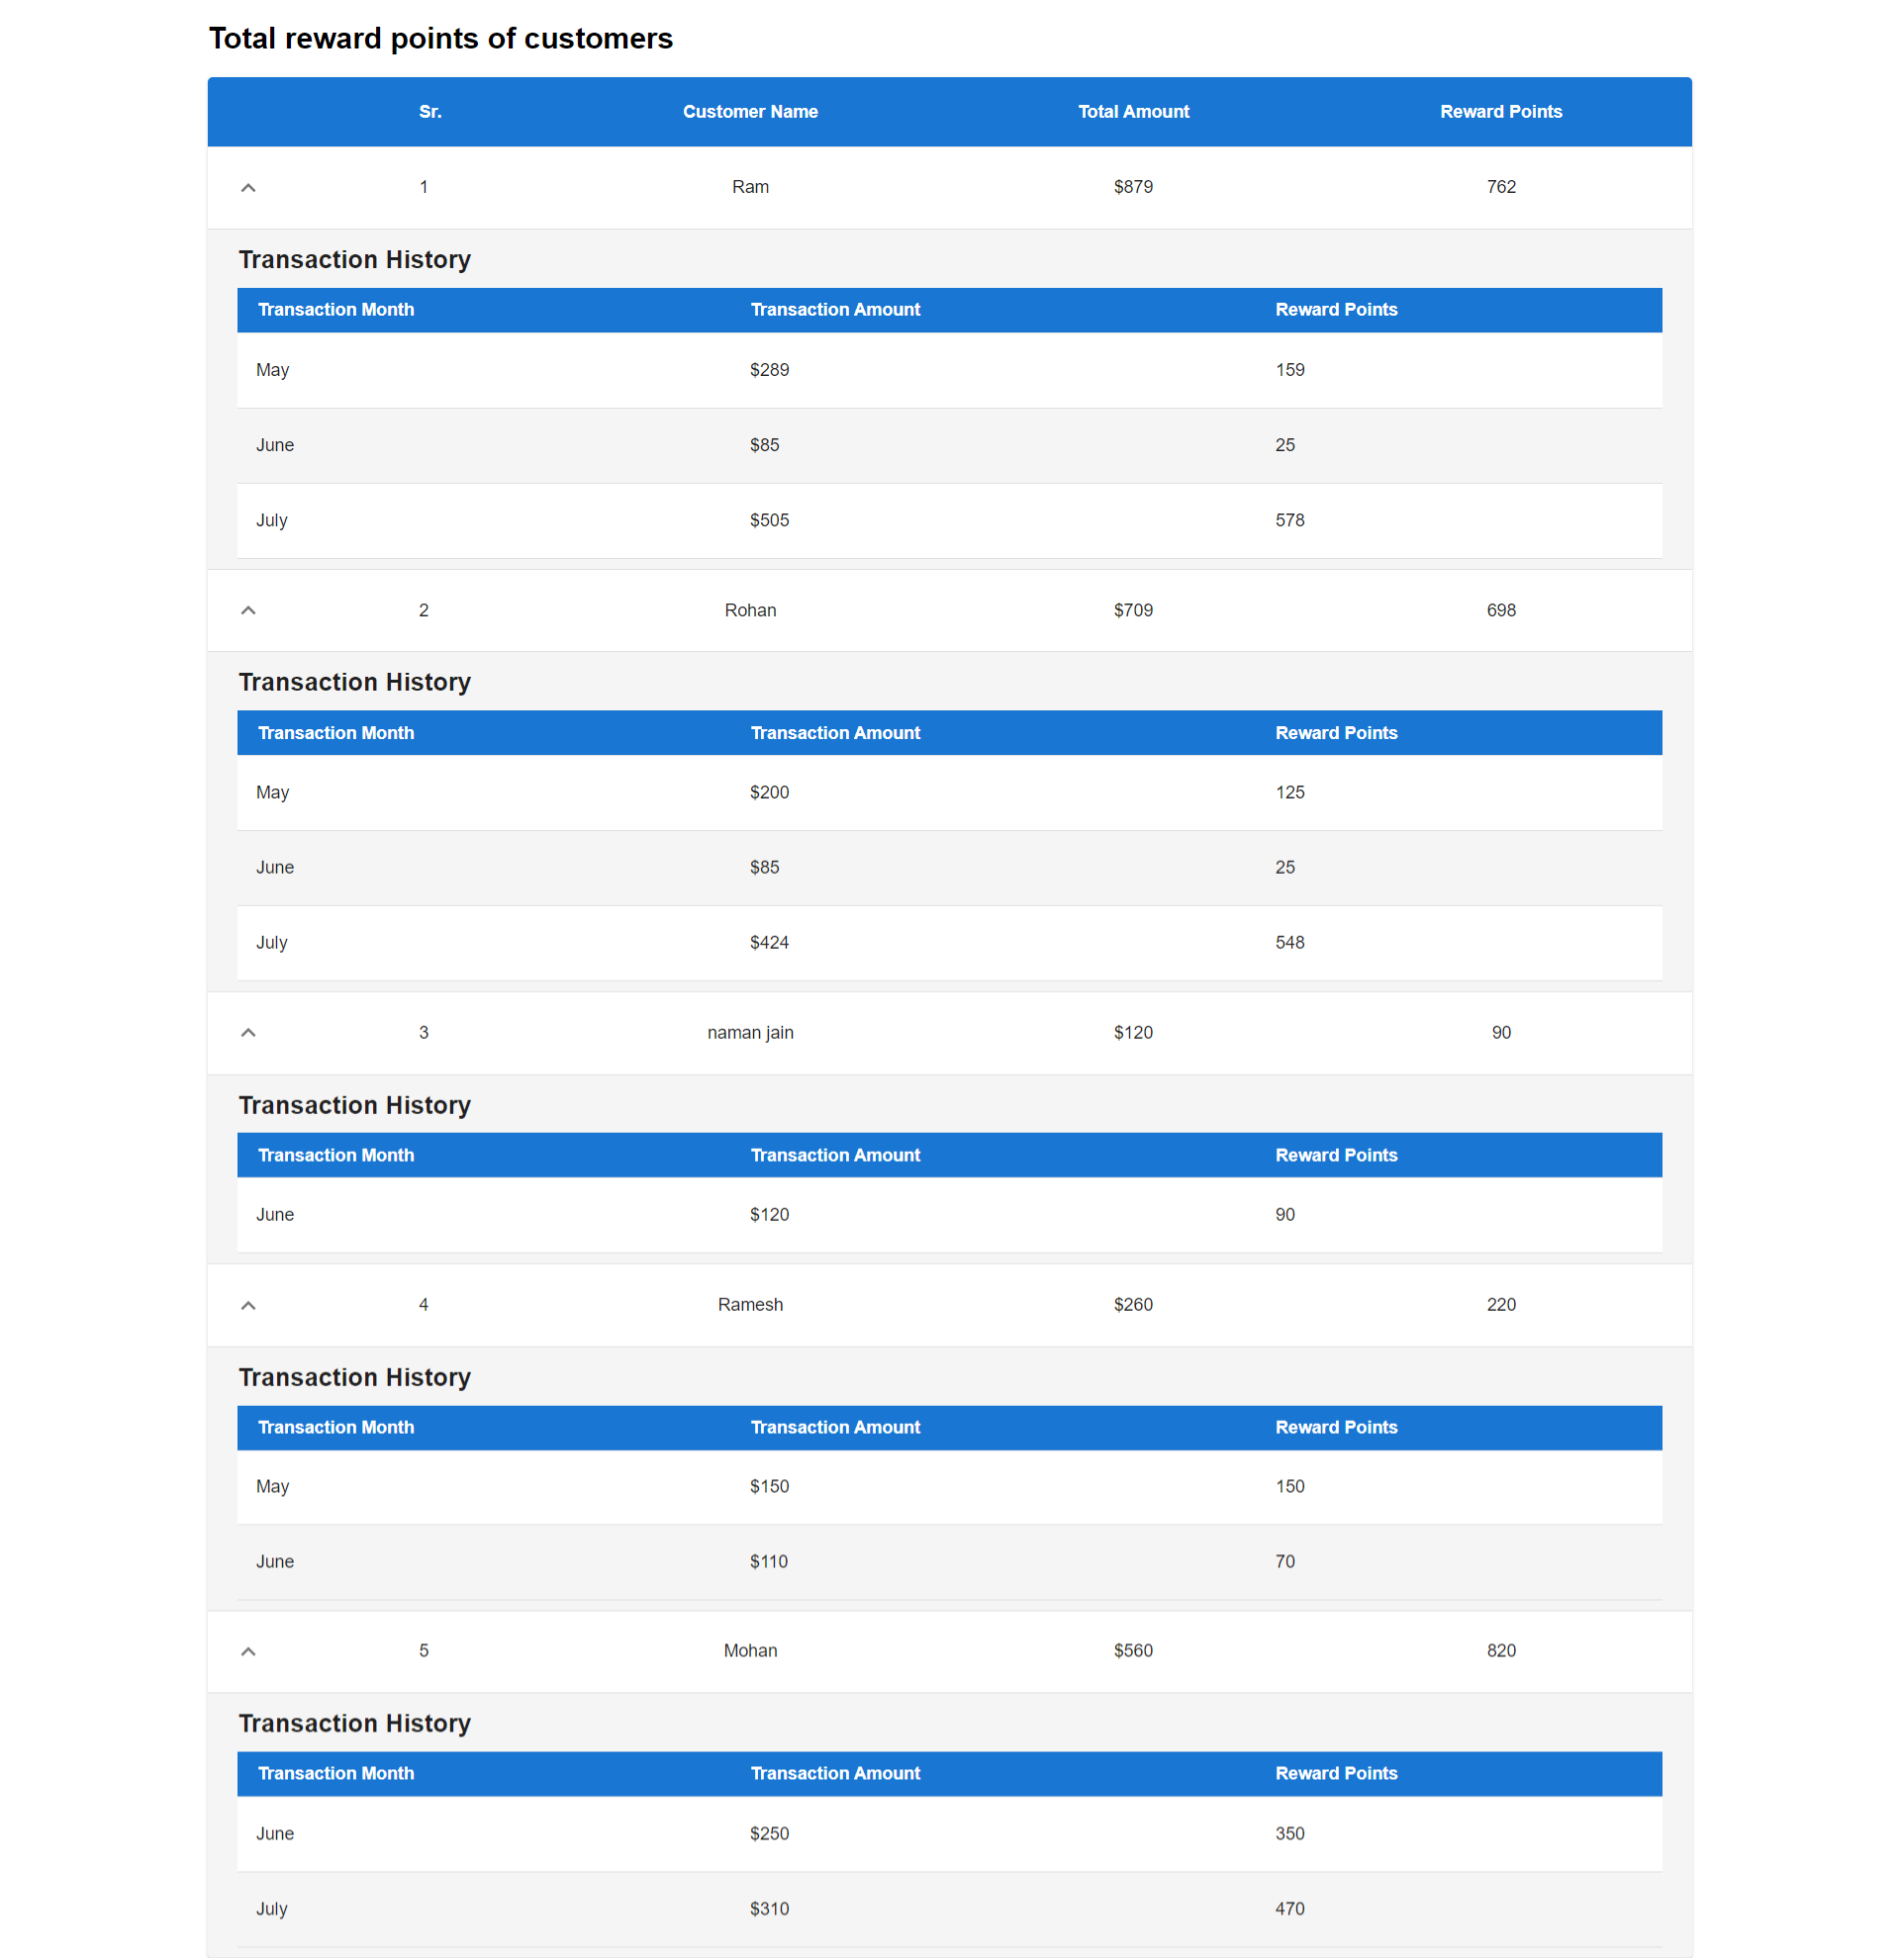 Total reward points of customers
Sr. Customer Name Total Amount Reward Points
1 Ram $879 762
Transaction History
Transaction Month Transaction Amount Reward Points
May $289 159
June $85 25
July $505 578
2 Rohan $709 698
Transaction History
Transaction Month Transaction Amount Reward Points
May $200 125
June $85 25
July $424 548
3 naman jain $120 90
Transaction History
Transaction Month Transaction Amount Reward Points
June $120 90
4 Ramesh $260 220
Transaction History
Transaction Month Transaction Amount Reward Points
May $150 150
June $110 70
5 Mohan $560 820
Transaction History
Transaction Month Transaction Amount Reward Points
June $250 350
July $310 470